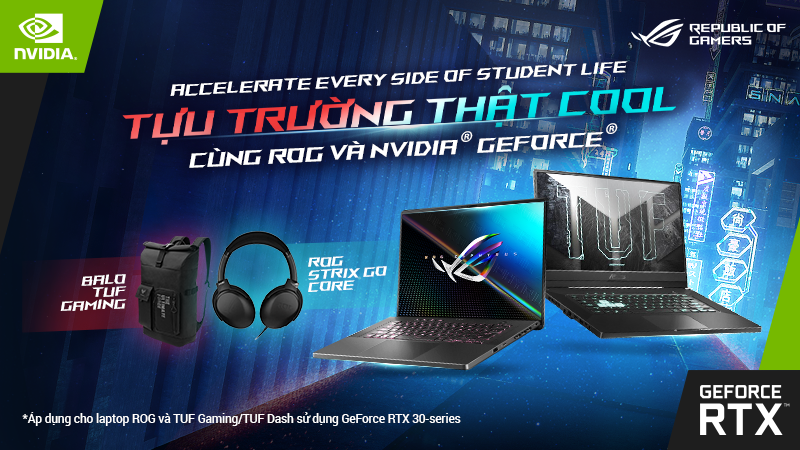 NVIDIA.
REPUBLIC OF
GAMERS
ACCELERATE EVERY SIDE OF STUDENT LIFE
TỰU TRƯỜNG THẬT COOL
CÙNG ROG VÀ NVIDIA® GEFORCE®
BALO
TUF
GAMING
ROG
STRIX GO
CORE
TUF
*Áp dụng cho laptop ROG và TUF Gaming/TUF Dash sử dụng GeForce RTX 30-series
GEFORCE
RTX™